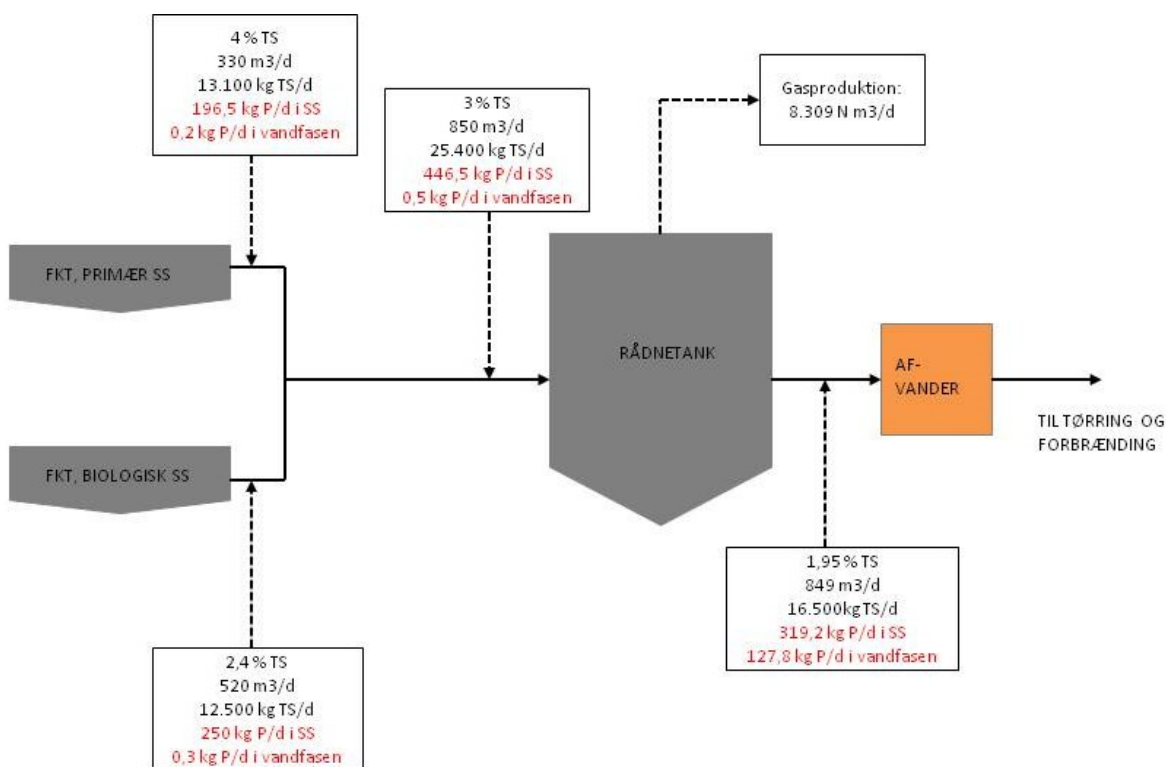 4 % TS
330 m3/d
13.100 kg TS/d
196,5 kg P/d i SS
0,2 kg P/d i vandfasen
3 % TS
850 m3/d
25.400 kg TS/d
446,5 kg P/d i SS
0,5 kg P/d i vandfasen
Gasproduktion:
8.309 N m3/d
FKT, PRIMÆR SS
RÅDNETANK
AF-
VANDER
TIL TØRRING OG
FORBRÆNDING
FKT, BIOLOGISK SS
1,95 % TS
849 m3/d
16.500kg TS/d
319,2 kg P/d i SS
127,8 kg P/d i vandfasen
2,4 % TS
520 m3/d
12.500 kg TS/d
250 kg P/d i SS
0,3 kg P/d i vandfasen